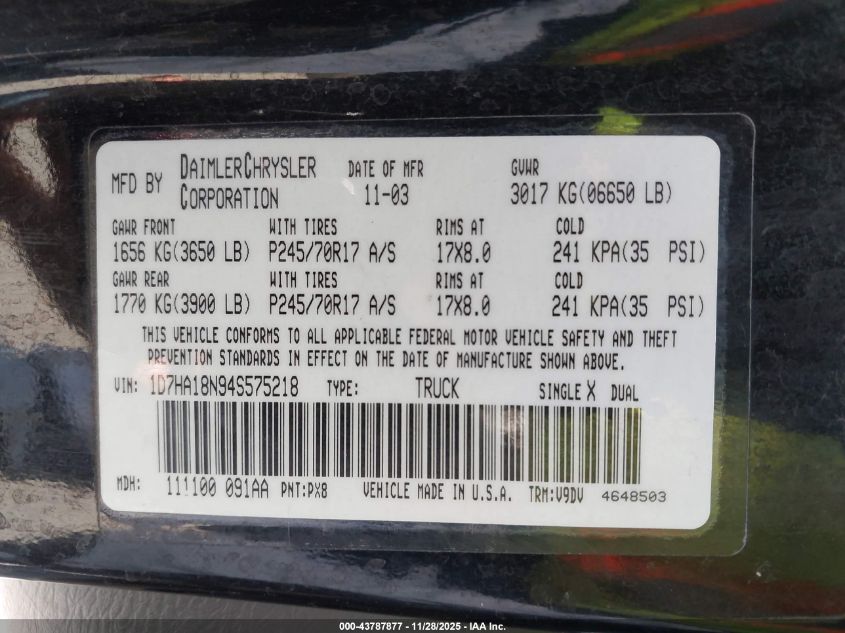 MFD BY DAIMLERCHRYSLER CORPORATION DATE OF MFR 11-03 GVWR 3017 KG(06650 LB)
GAWR FRONT WITH TIRES RIMS AT COLD
1656 KG(3650 LB) P245/70R17 A/S 17X8.0 241 KPA(35 PSI)
GAWR REAR WITH TIRES RIMS AT COLD
1770 KG(3900 LB) P245/70R17 A/S 17X8.0 241 KPA(35 PSI)
THIS VEHICLE CONFORMS TO ALL APPLICABLE FEDERAL MOTOR VEHICLE SAFETY AND THEFT
PREVENTION STANDARDS IN EFFECT ON THE DATE OF MANUFACTURE SHOWN ABOVE.
VIN: 1D7HA18N94S575218 TYPE: TRUCK SINGLE X DUAL
MDH: 111100 091AA PNT:PX8 VEHICLE MADE IN U.S.A. TRM:V9DV 4648503
000-43787877 - 11/28/2025 - IAA Inc.